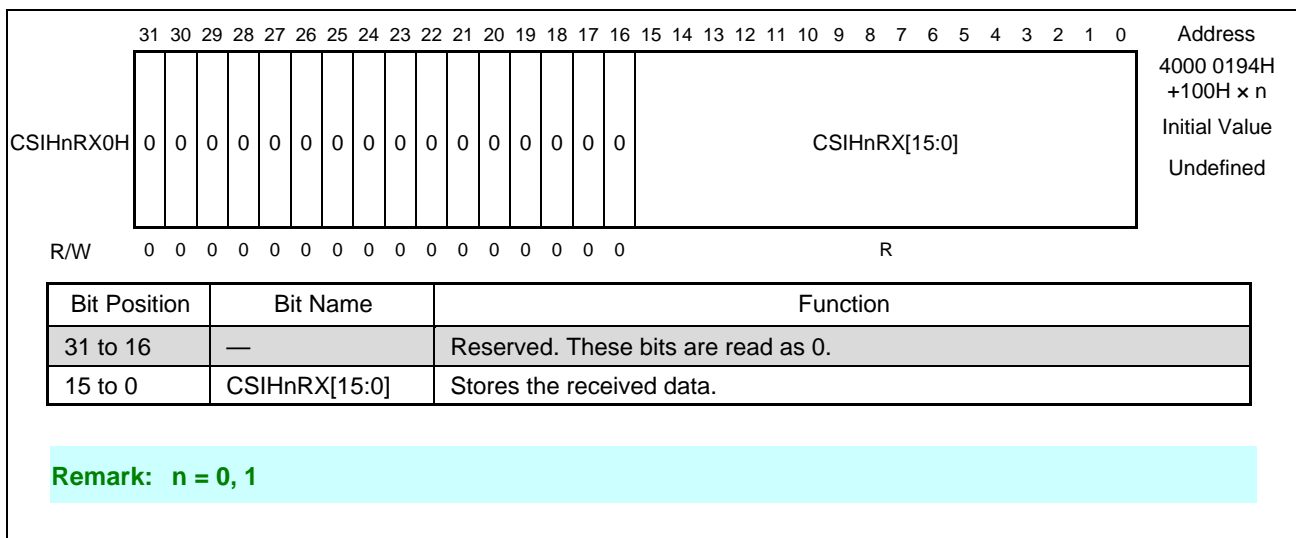 31 30 29 28 27 26 25 24 23 22 21 20 19 18 17 16 15 14 13 12 11 10 9 8 7 6 5 4 3 2 1 0 Address
4000 0194H
+100H × n
CSIHnRX0H 0 0 0 0 0 0 0 0 0 0 0 0 0 0 0 0 CSIHnRX[15:0]
Initial Value
Undefined
R/W 0 0 0 0 0 0 0 0 0 0 0 0 0 0 0 0 R
Bit Position Bit Name Function
31 to 16 — Reserved. These bits are read as 0.
15 to 0 CSIHnRX[15:0] Stores the received data.
Remark: n = 0, 1